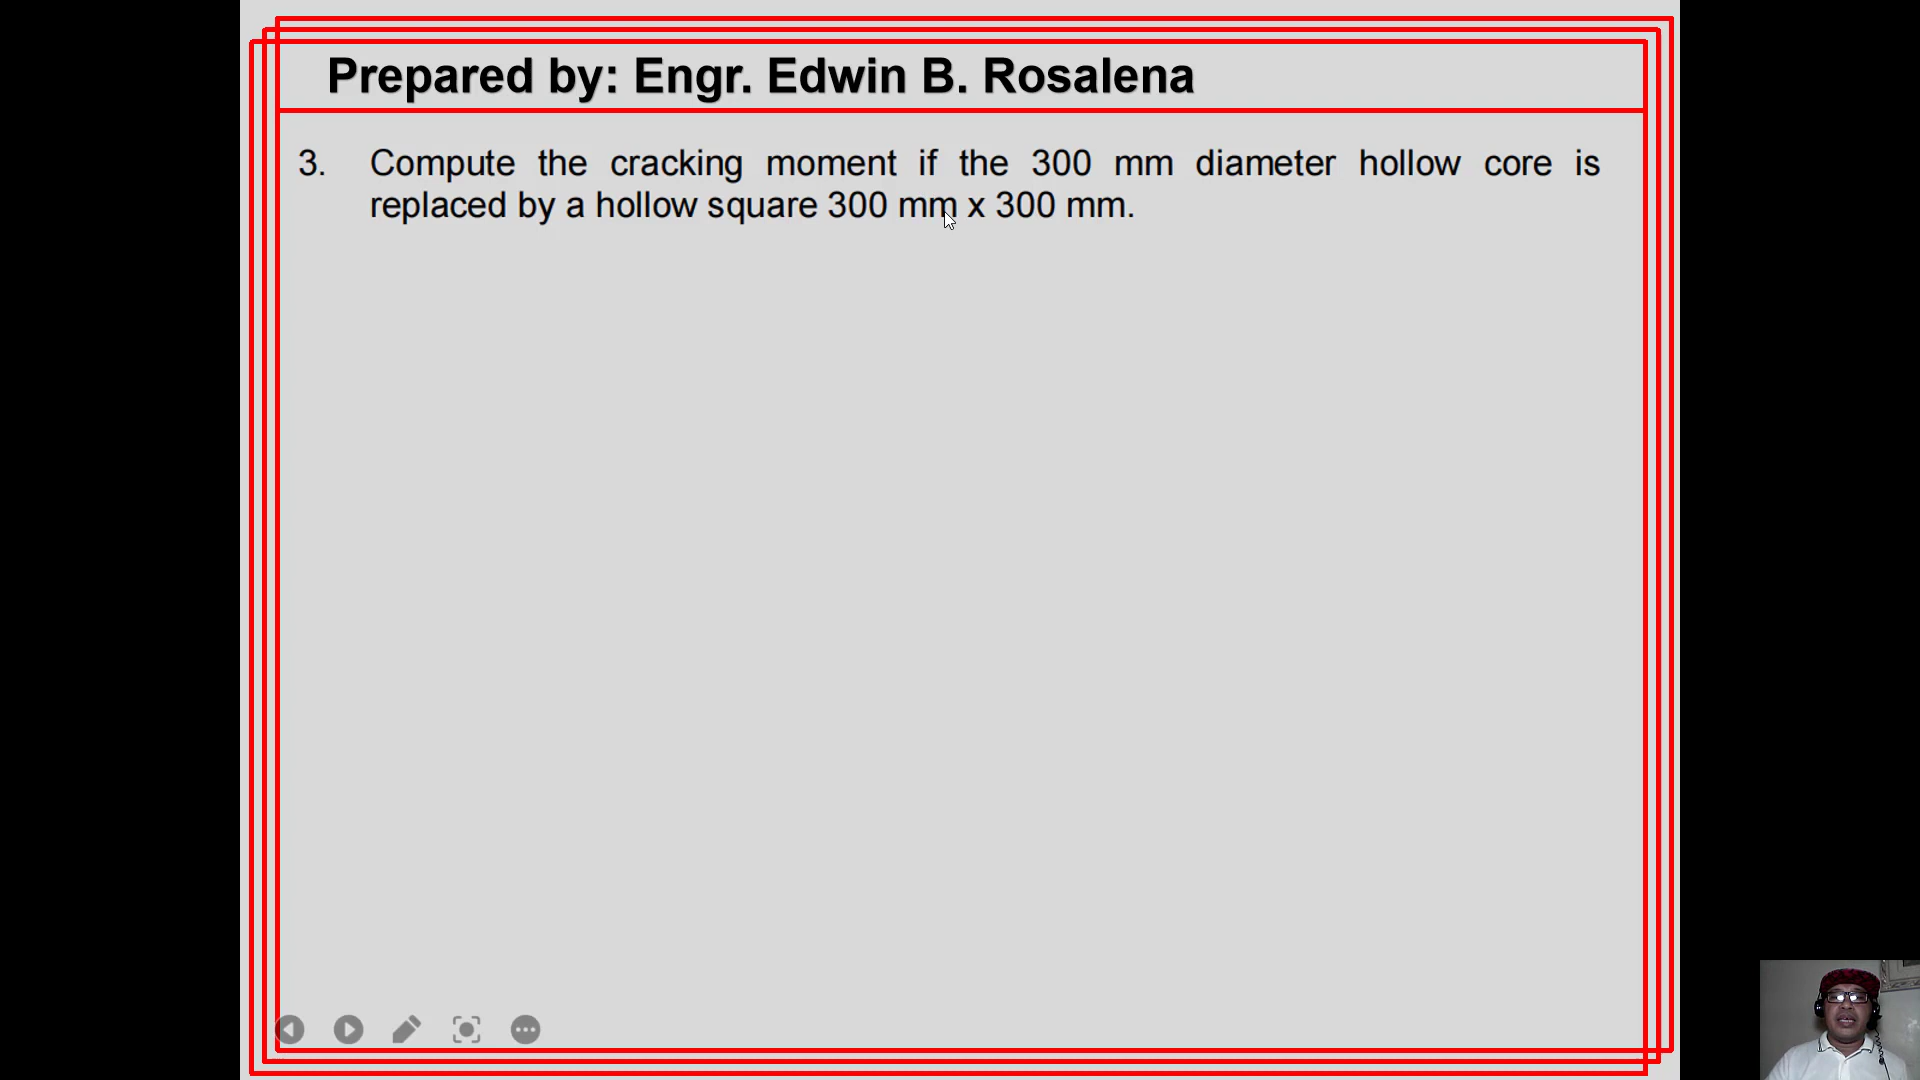 Prepared by: Engr. Edwin B. Rosalena
3. Compute the cracking moment if the 300 mm diameter hollow core is
replaced by a hollow square 300 mm x 300 mm.